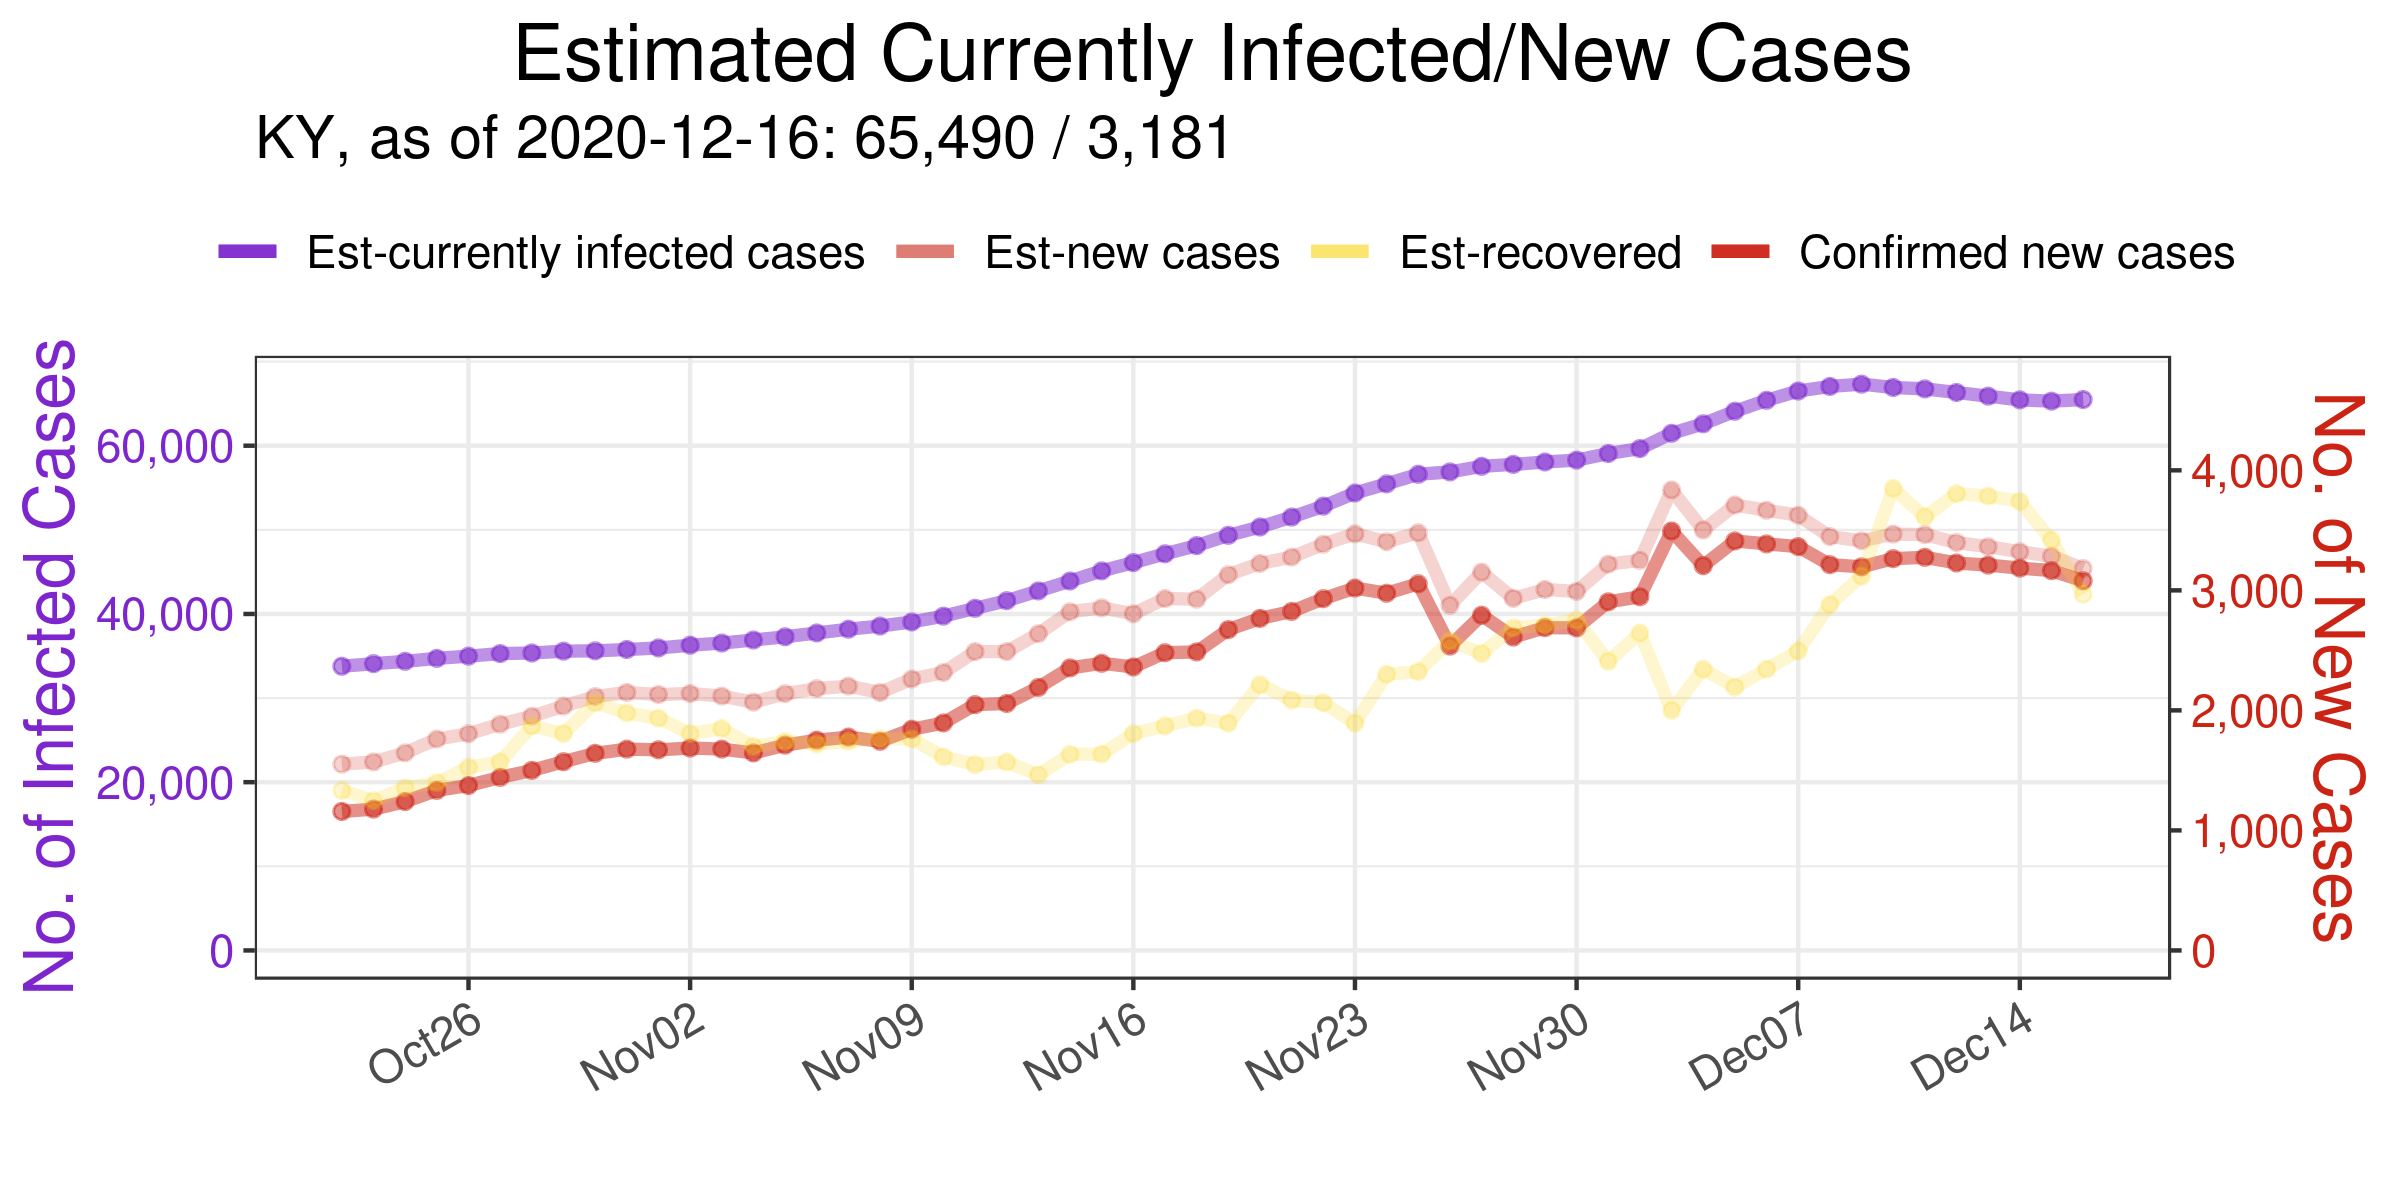 Estimated Currently Infected/New Cases
KY, as of 2020-12-16: 65,490 / 3,181
Est-currently infected cases
Est-new cases
Est-recovered
Confirmed new cases
No. of Infected Cases
60,000
40,000
20,000
0
4,000
3,000
2,000
1,000
0
No. of New Cases
Oct26
Nov02
Nov09
Nov16
Nov23
Nov30
Dec07
Dec14